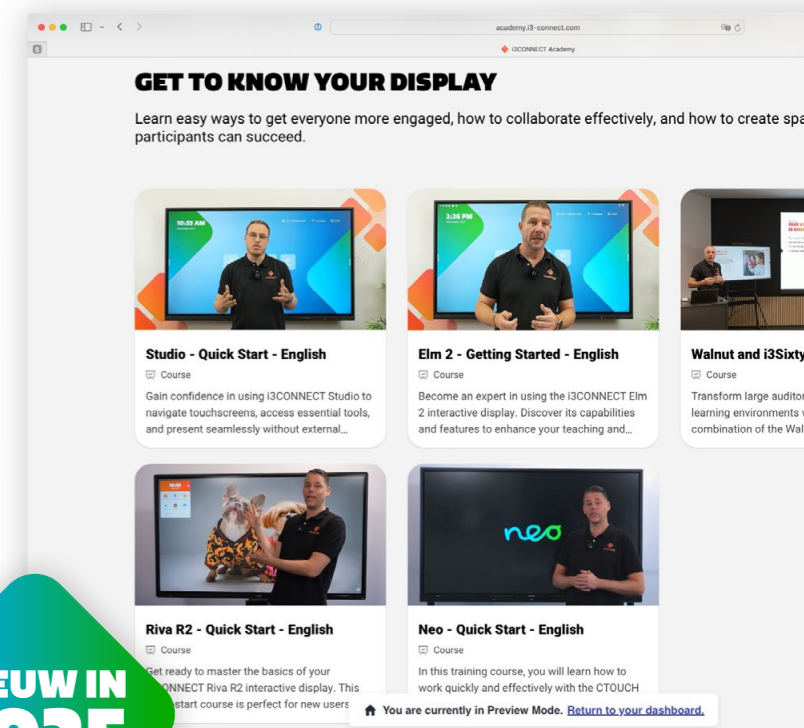 academy.i3-connect.com
i3CONNECT Academy
GET TO KNOW YOUR DISPLAY
Learn easy ways to get everyone more engaged, how to collaborate effectively, and how to create spa
participants can succeed.
10:53 AM
2:26 PM
Studio - Quick Start - English
Course
Gain confidence in using i3CONNECT Studio to
navigate touchscreens, access essential tools,
and present seamlessly without external...
Elm 2 - Getting Started - English
Course
Become an expert in using the i3CONNECT Elm
2 interactive display. Discover its capabilities
and features to enhance your teaching and...
Walnut and i3Sixty
Course
Transform large auditor
learning environments
combination of the Wal
neo
Riva R2 - Quick Start - English
Course
Get ready to master the basics of your
NNECT Riva R2 interactive display. This
start course is perfect for new users
Neo - Quick Start - English
Course
In this training course, you will learn how to
work quickly and effectively with the CTOUCH
You are currently in Preview Mode. Return to your dashboard.
EUW IN
025